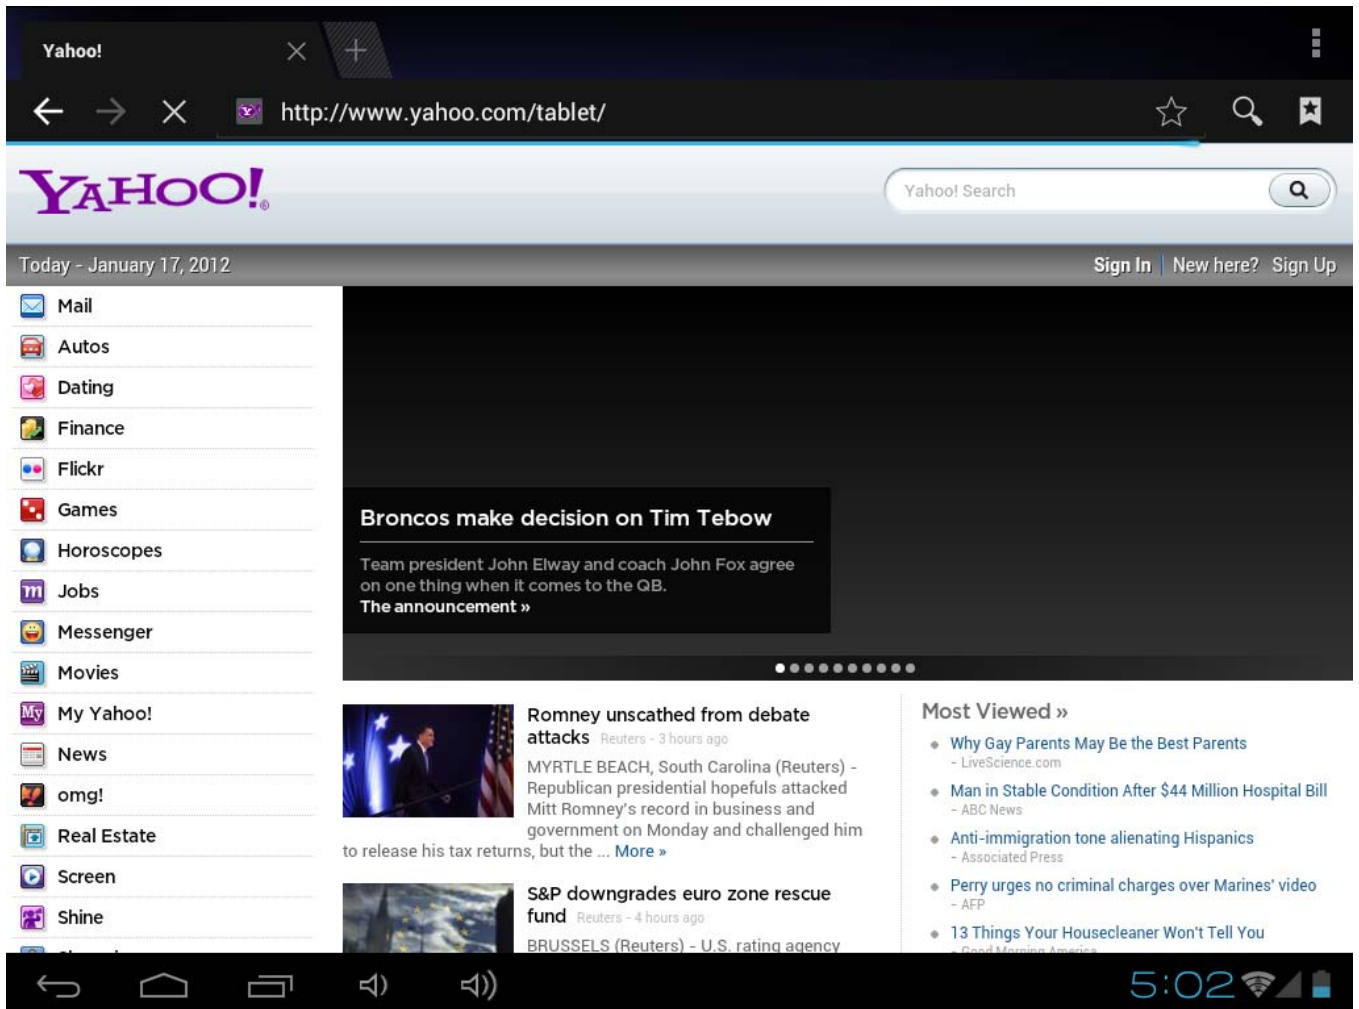 Yahoo!
http://www.yahoo.com/tablet/
YAHOO!®
Yahoo! Search
Today - January 17, 2012
Sign In | New here? Sign Up
Mail
Autos
Dating
Finance
Flickr
Games
Horoscopes
Jobs
Messenger
Movies
My Yahoo!
News
omg!
Real Estate
Screen
Shine
Broncos make decision on Tim Tebow
Team president John Elway and coach John Fox agree
on one thing when it comes to the QB.
The announcement »
Romney unscathed from debate
attacks Reuters - 3 hours ago
MYRTLE BEACH, South Carolina (Reuters) -
Republican presidential hopefuls attacked
Mitt Romney's record in business and
government on Monday and challenged him
to release his tax returns, but the ... More »
S&P downgrades euro zone rescue
fund Reuters - 4 hours ago
BRUSSELS (Reuters) - U.S. rating agency
Most Viewed »
Why Gay Parents May Be the Best Parents
- LiveScience.com
Man in Stable Condition After $44 Million Hospital Bill
- ABC News
Anti-immigration tone alienating Hispanics
- Associated Press
Perry urges no criminal charges over Marines' video
- AFP
13 Things Your Housecleaner Won't Tell You
- Good Morning America
5:02